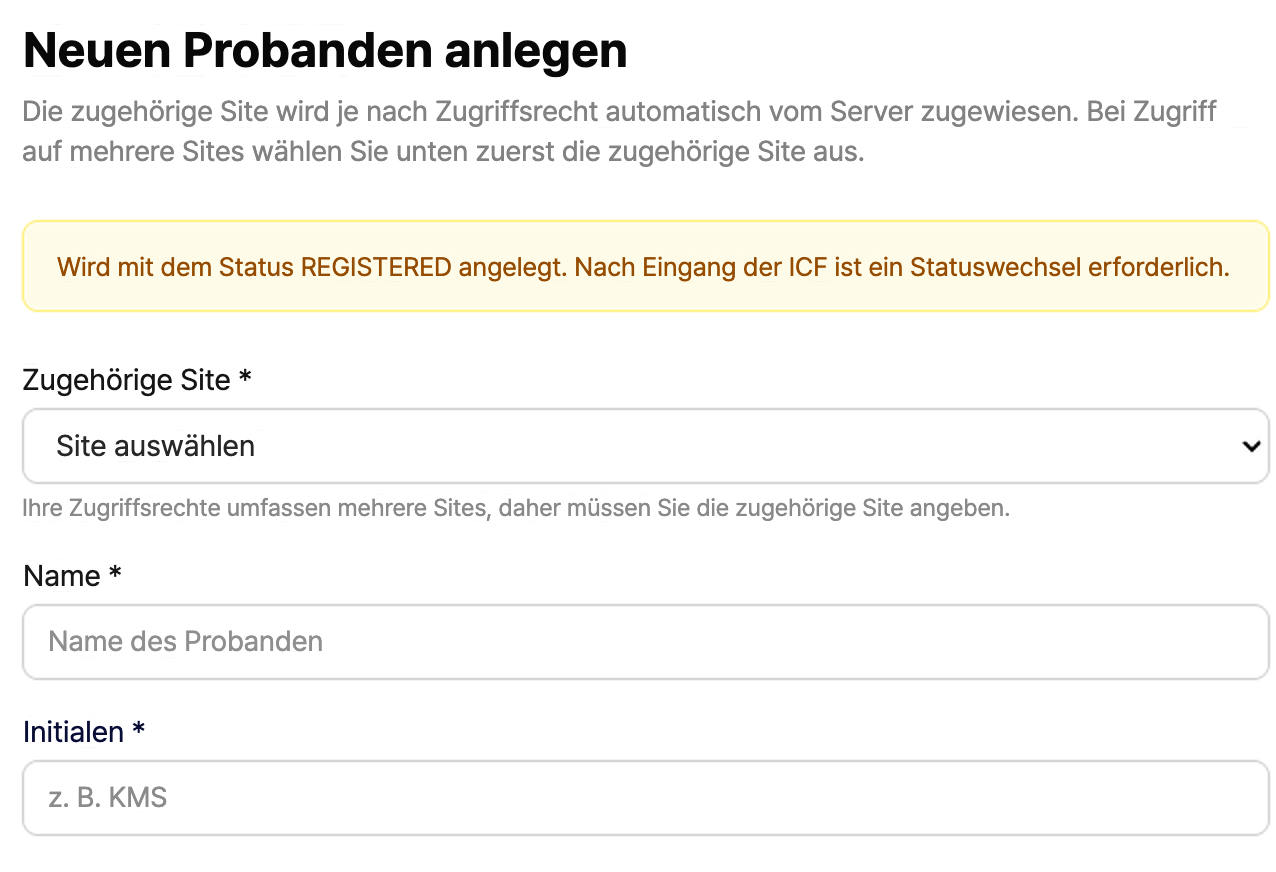 Neuen Probanden anlegen
Die zugehörige Site wird je nach Zugriffsrecht automatisch vom Server zugewiesen. Bei Zugriff
auf mehrere Sites wählen Sie unten zuerst die zugehörige Site aus.
Wird mit dem Status REGISTERED angelegt. Nach Eingang der ICF ist ein Statuswechsel erforderlich.
Zugehörige Site *
Site auswählen
Ihre Zugriffsrechte umfassen mehrere Sites, daher müssen Sie die zugehörige Site angeben.
Name *
Name des Probanden
Initialen *
z. B. KMS